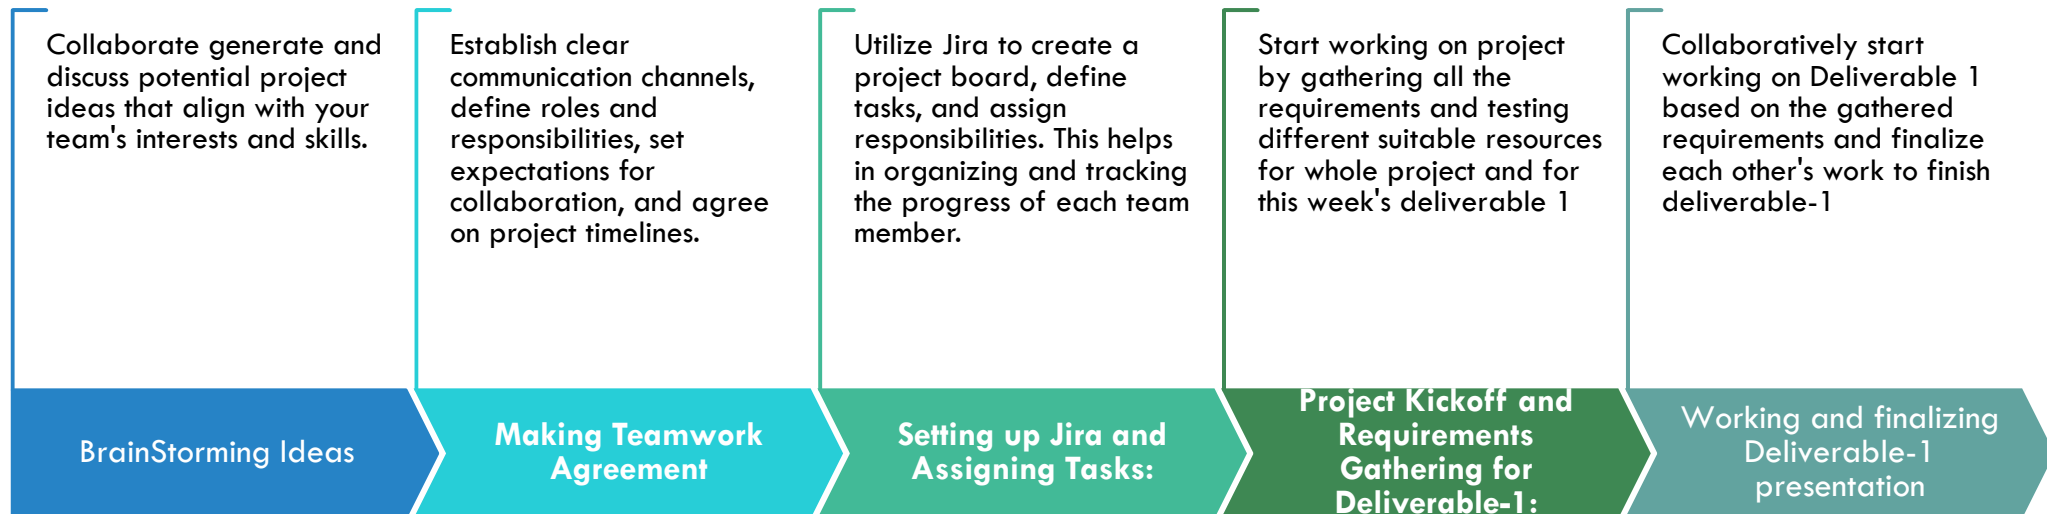 Collaborate generate and
discuss potential project
ideas that align with your
team's interests and skills.
BrainStorming Ideas
Establish clear
communication channels,
define roles and
responsibilities, set
expectations for
collaboration, and agree
on project timelines.
Making Teamwork
Agreement
Utilize Jira to create a
project board, define
tasks, and assign
responsibilities. This helps
in organizing and tracking
the progress of each team
member.
Setting up Jira and
Assigning Tasks:
Start working on project
by gathering all the
requirements and testing
different suitable resources
for whole project and for
this week's deliverable 1
Project Kickoff and
Requirements
Gathering for
Deliverable-1:
Collaboratively start
working on Deliverable 1
based on the gathered
requirements and finalize
each other's work to finish
deliverable-1
Working and finalizing
Deliverable-1
presentation